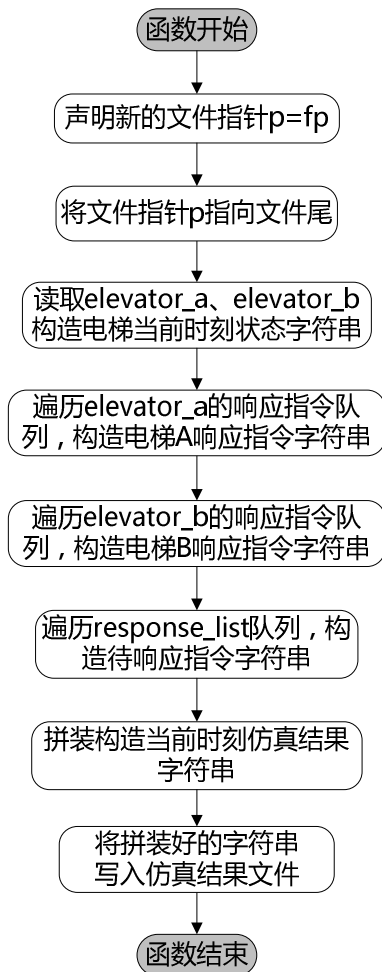 函数开始
声明新的文件指针p=fp
将文件指针p指向文件尾
读取elevator_a、elevator_b
构造电梯当前时刻状态字符串
遍历elevator_a的响应指令队
列，构造电梯A响应指令字符串
遍历elevator_b的响应指令队
列，构造电梯B响应指令字符串
遍历response_list队列，构
造待响应指令字符串
拼装构造当前时刻仿真结果
字符串
将拼装好的字符串
写入仿真结果文件
函数结束